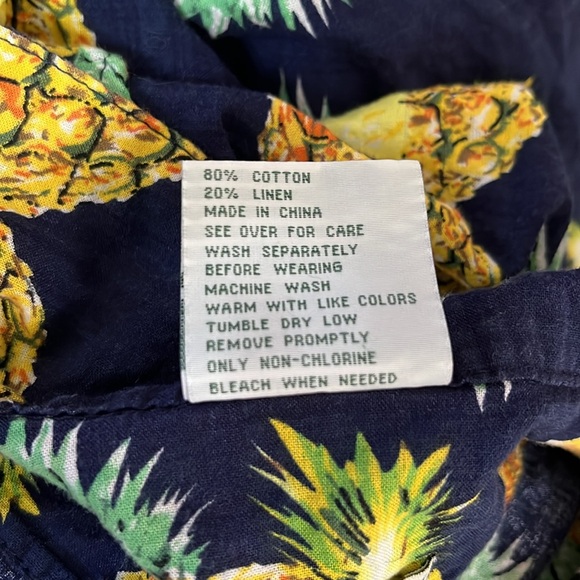 80% COTTON
20% LINEN
MADE IN CHINA
SEE OVER FOR CARE
WASH SEPARATELY
BEFORE WEARING
MACHINE WASH
WARM WITH LIKE COLORS
TUMBLE DRY LOW
REMOVE PROMPTLY
ONLY NON-CHLORINE
BLEACH WHEN NEEDED